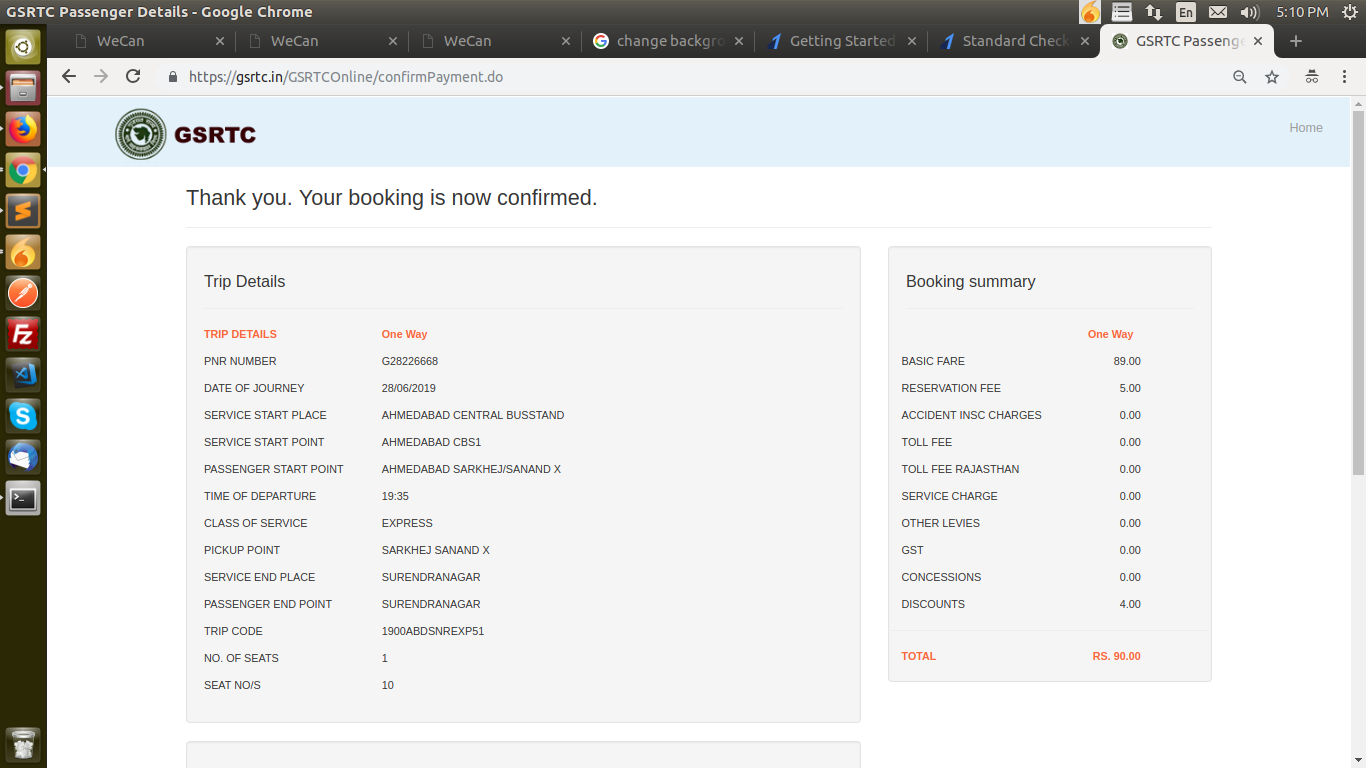 GSRTC Passenger Details - Google Chrome
En
5:10 PM
WeCan
WeCan
WeCan
change backgro
Getting Started
Standard Check
GSRTC Passenge
https://gsrtc.in/GSRTCOnline/confirmPayment.do
GSRTC
Home
Thank you. Your booking is now confirmed.
Trip Details
TRIP DETAILS One Way
PNR NUMBER G28226668
DATE OF JOURNEY 28/06/2019
SERVICE START PLACE AHMEDABAD CENTRAL BUSSTAND
SERVICE START POINT AHMEDABAD CBS1
PASSENGER START POINT AHMEDABAD SARKHEJ/SANAND X
TIME OF DEPARTURE 19:35
CLASS OF SERVICE EXPRESS
PICKUP POINT SARKHEJ SANAND X
SERVICE END PLACE SURENDRANAGAR
PASSENGER END POINT SURENDRANAGAR
TRIP CODE 1900ABDSNREXP51
NO. OF SEATS 1
SEAT NO/S 10
Booking summary
One Way
BASIC FARE 89.00
RESERVATION FEE 5.00
ACCIDENT INSC CHARGES 0.00
TOLL FEE 0.00
TOLL FEE RAJASTHAN 0.00
SERVICE CHARGE 0.00
OTHER LEVIES 0.00
GST 0.00
CONCESSIONS 0.00
DISCOUNTS 4.00
TOTAL RS. 90.00